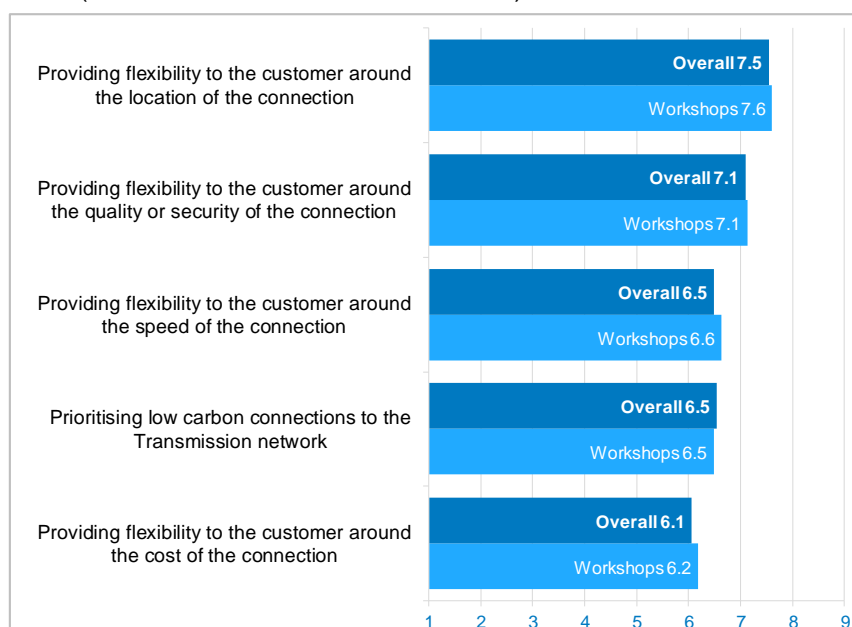 Providing flexibility to the customer around
the location of the connection
Overall 7.5
Workshops 7.6
Providing flexibility to the customer around
the quality or security of the connection
Overall 7.1
Workshops 7.1
Providing flexibility to the customer around
the speed of the connection
Overall 6.5
Workshops 6.6
Prioritising low carbon connections to the
Transmission network
Overall 6.5
Workshops 6.5
Providing flexibility to the customer around
the cost of the connection
Overall 6.1
Workshops 6.2
1 2 3 4 5 6 7 8 9